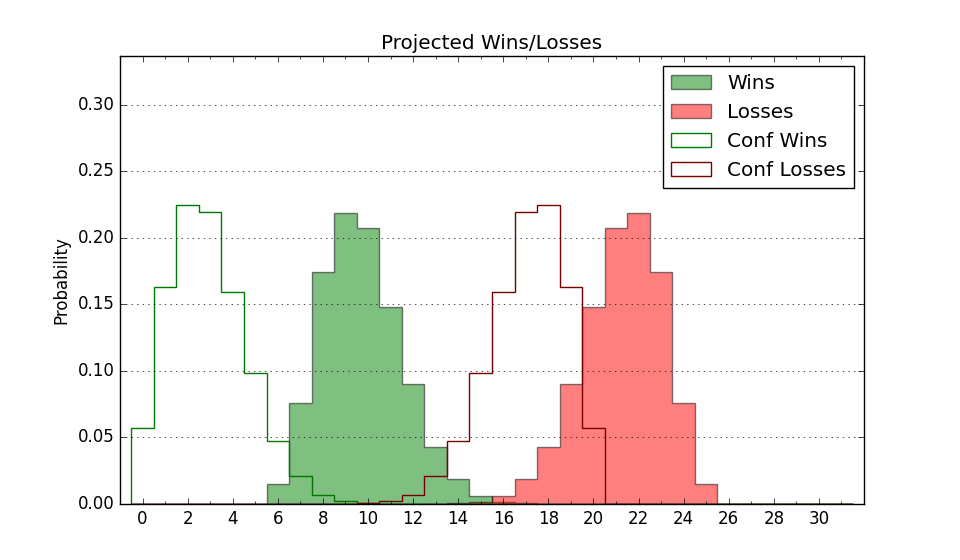 Projected Wins/Losses
Wins
Losses
Conf Wins
Conf Losses
Probability
0.30
0.25
0.20
0.15
0.10
0.05
0.00
0 2 4 6 8 10 12 14 16 18 20 22 24 26 28 30